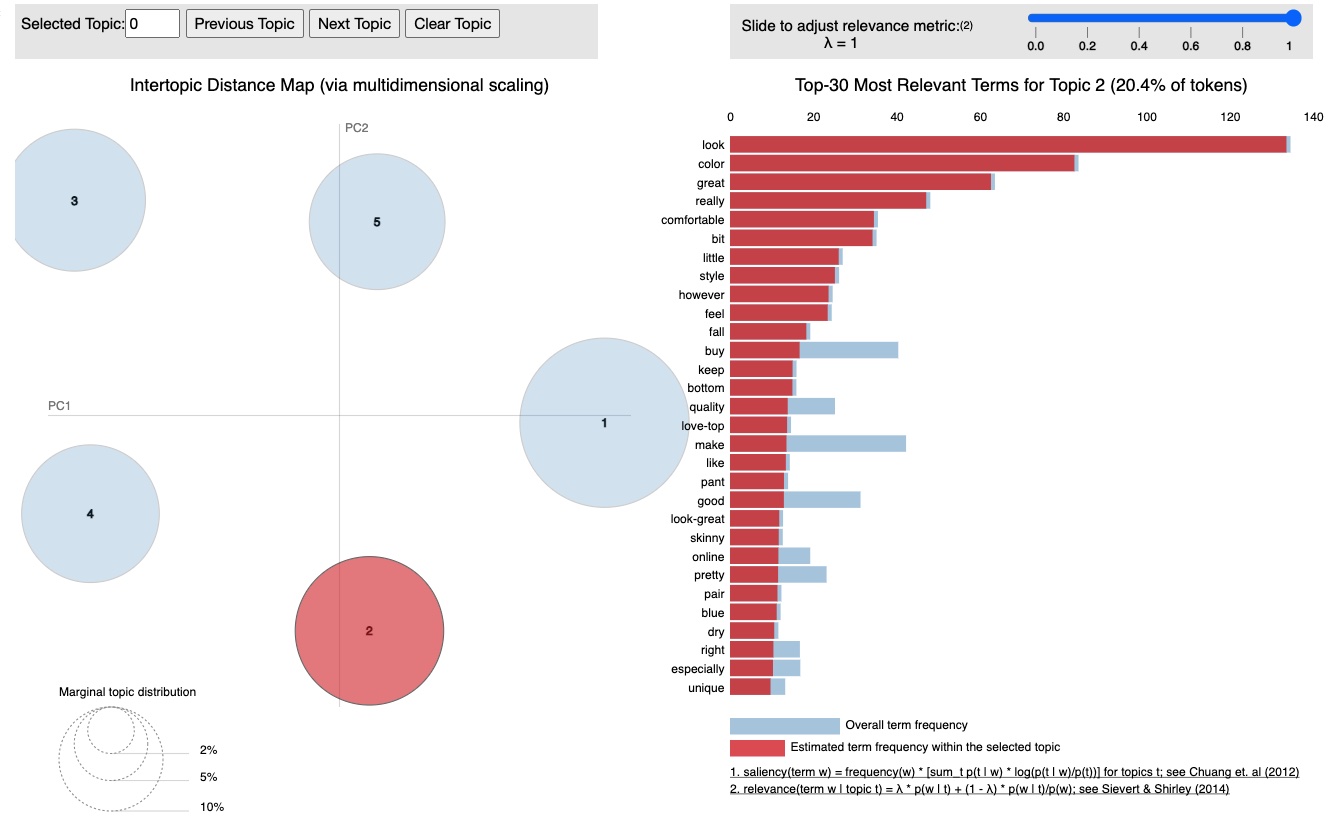 Selected Topic: 0 Previous Topic Next Topic Clear Topic
Slide to adjust relevance metric:(2)
λ = 1
0.0 0.2 0.4 0.6 0.8 1
Intertopic Distance Map (via multidimensional scaling)
PC2
PC1
3
5
1
4
2
Marginal topic distribution
2%
5%
10%
Top-30 Most Relevant Terms for Topic 2 (20.4% of tokens)
0 20 40 60 80 100 120 140
look
color
great
really
comfortable
bit
little
style
however
feel
fall
buy
keep
bottom
quality
love-top
make
like
pant
good
look-great
skinny
online
pretty
pair
blue
dry
right
especially
unique
Overall term frequency
Estimated term frequency within the selected topic
1. saliency(term w) = frequency(w) * [sum_t p(t | w) * log(p(t | w)/p(t))] for topics t; see Chuang et. al (2012)
2. relevance(term w | topic t) = λ * p(w | t) + (1 - λ) * p(w | t)/p(w); see Sievert & Shirley (2014)